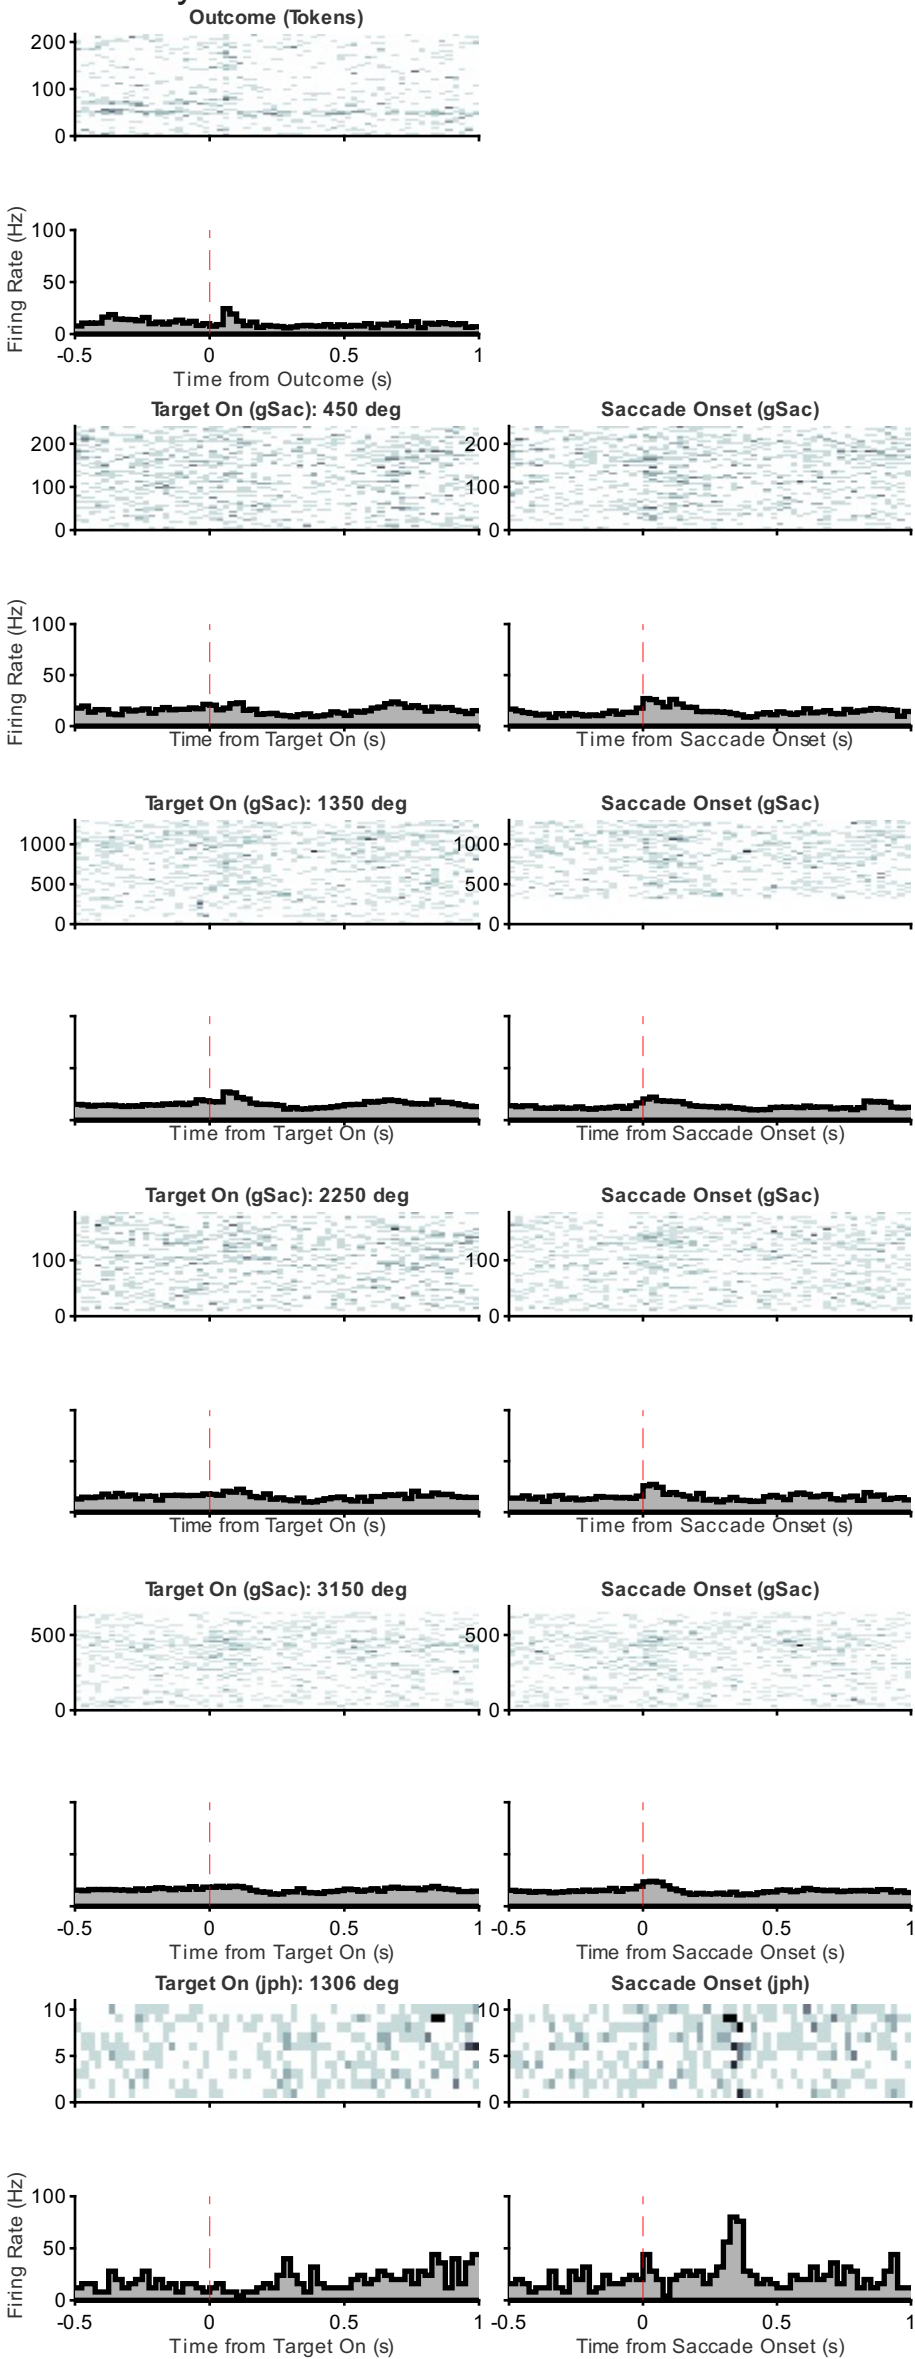 Outcome (Tokens)
200
100
0
Firing Rate (Hz)
100
50
0
-0.5 0 0.5 1
Time from Outcome (s)
Target On (gSac): 450 deg Saccade Onset (gSac)
200 200
100 100
0 0
Firing Rate (Hz)
100
50
0
Time from Target On (s) Time from Saccade Onset (s)
Target On (gSac): 1350 deg Saccade Onset (gSac)
1000 1000
500 500
0 0
Time from Target On (s) Time from Saccade Onset (s)
Target On (gSac): 2250 deg Saccade Onset (gSac)
100 100
0 0
Time from Target On (s) Time from Saccade Onset (s)
Target On (gSac): 3150 deg Saccade Onset (gSac)
500 500
0 0
-0.5 0 0.5 1 -0.5 0 0.5 1
Time from Target On (s) Time from Saccade Onset (s)
Target On (jph): 1306 deg Saccade Onset (jph)
10 10
5 5
0 0
Firing Rate (Hz)
100
50
0
-0.5 0 0.5 1 -0.5 0 0.5 1
Time from Target On (s) Time from Saccade Onset (s)